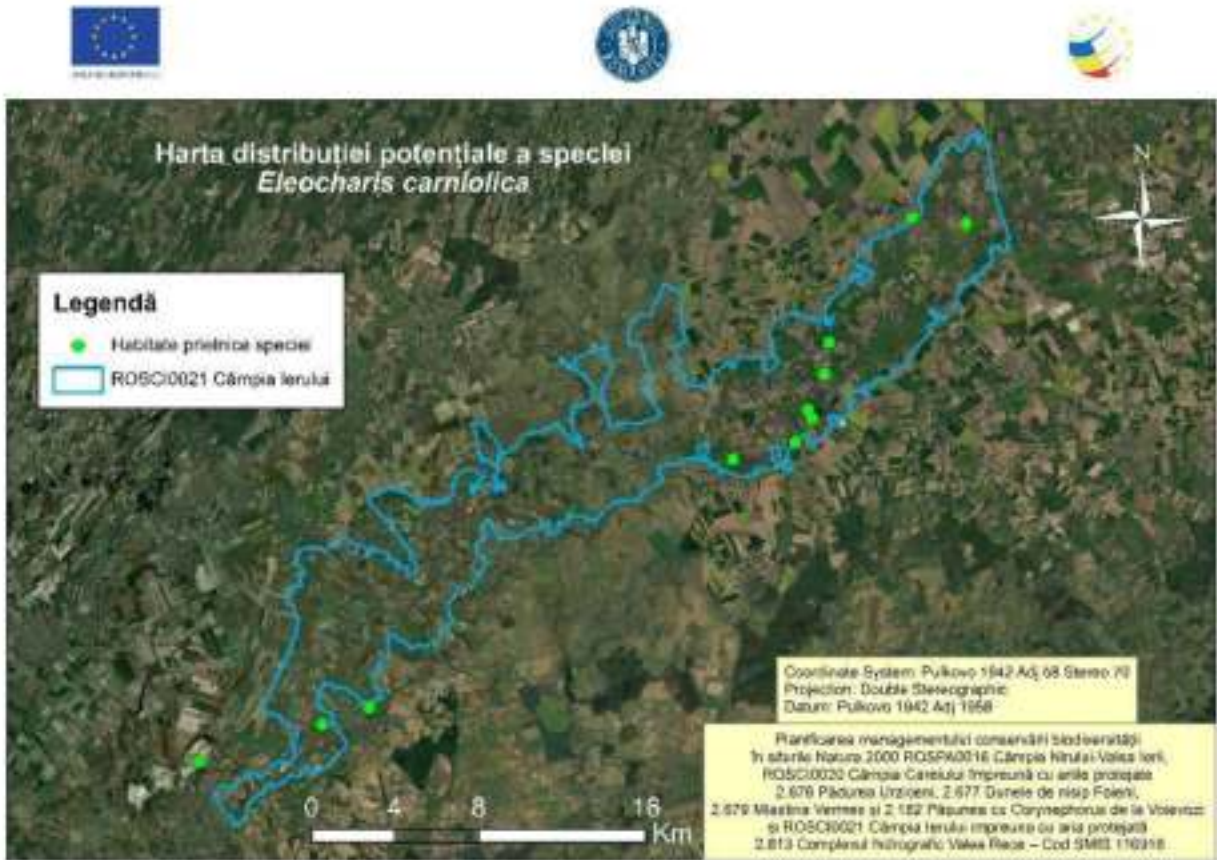 Harta distribuției potențiale a speciei
Eleocharis carniolica
N
Legendă
Habitate prielnice speciei
ROSCI0021 Câmpia Ierului
Coordinate System: Pulkovo 1942 Adj 58 Stereo 70
Projection: Double Stereographic
Datum: Pulkovo 1942 Adj 1958
Planificarea managementului conservării biodiversității
în siturile Natura 2000 ROSPA0016 Câmpia Nirului-Valea Ierii,
ROSCI0020 Câmpia Careiului împreună cu ariile protejate
2.676 Pădurea Urziceni, 2.677 Dunele de nisip Foieni,
2.679 Mlaștina Vermes și 2.182 Pășunea cu Corynephorus de la Voievozi
și ROSCI0021 Câmpia Ierului împreună cu aria protejată
2.813 Complexul hidrografic Valea Rece – Cod SMIS 116918
0 4 8 16
Km